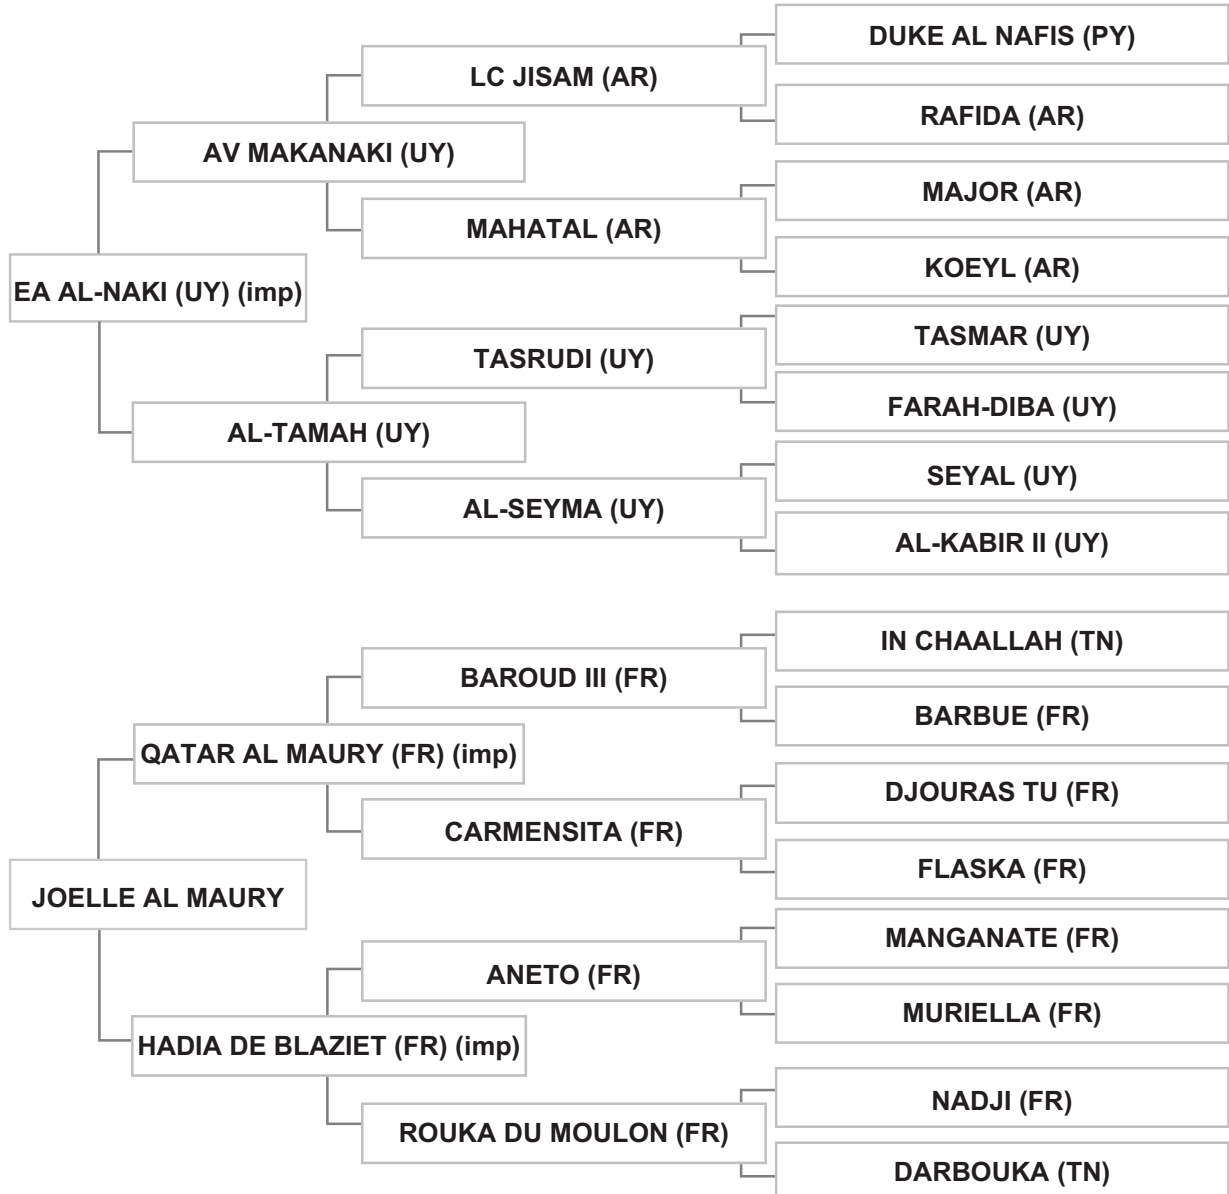 DUKE AL NAFIS (PY)
LC JISAM (AR)
RAFIDA (AR)
AV MAKANAKI (UY)
MAJOR (AR)
MAHATAL (AR)
KOEYL (AR)
EA AL-NAKI (UY) (imp)
TASMAR (UY)
TASRUDI (UY)
FARAH-DIBA (UY)
AL-TAMAH (UY)
SEYAL (UY)
AL-SEYMA (UY)
AL-KABIR II (UY)
IN CHAALLAH (TN)
BAROUD III (FR)
BARBUE (FR)
QATAR AL MAURY (FR) (imp)
DJOURAS TU (FR)
CARMENSITA (FR)
FLASKA (FR)
JOELLE AL MAURY
MANGANATE (FR)
ANETO (FR)
MURIELLA (FR)
HADIA DE BLAZIET (FR) (imp)
NADJI (FR)
ROUKA DU MOULON (FR)
DARBOUKA (TN)